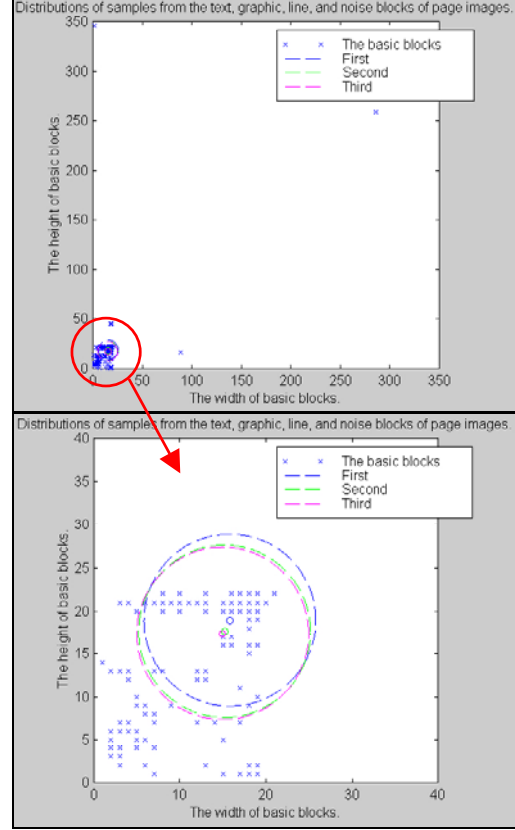 Distributions of samples from the text, graphic, line, and noise blocks of page images.
The basic blocks
First
Second
Third
350
300
250
200
150
100
50
0
The height of basic blocks
0 50 100 150 200 250 300 350
The width of basic blocks.
Distributions of samples from the text, graphic, line, and noise blocks of page images.
The basic blocks
First
Second
Third
40
35
30
25
20
15
10
5
0
The height of basic blocks.
0 10 20 30 40
The width of basic blocks.